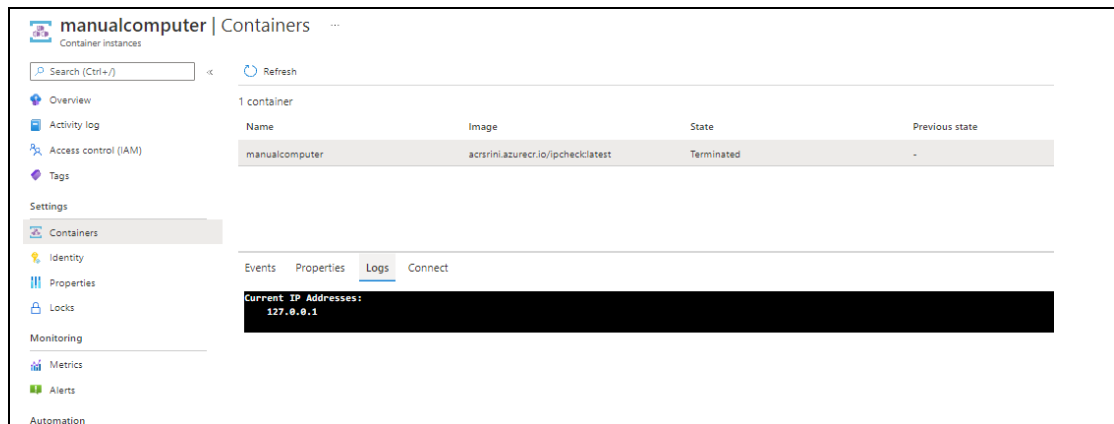 manualcomputer | Containers ...
Container instances
Search (Ctrl+/)
«
Refresh
Overview
Activity log
Access control (IAM)
Tags
Settings
Containers
Identity
Properties
Locks
Monitoring
Metrics
Alerts
Automation
1 container
Name Image State Previous state
manualcomputer acrsrini.azurecr.io/ipcheck:latest Terminated -
Events Properties Logs Connect
Current IP Addresses:
127.0.0.1